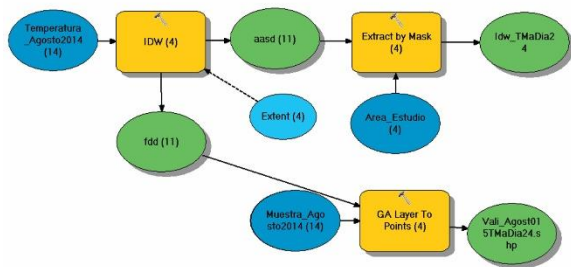 Temperatura
_Agosto2014
(14)
IDW (4)
aasd (11)
Extract by Mask
(4)
Idw_TMaDia2
4
Extent (4)
Area_Estudio
(4)
fdd (11)
Muestra_Ago
sto2014 (14)
GA Layer To
Points (4)
Vali_Agost01
5TMaDia24.s
hp